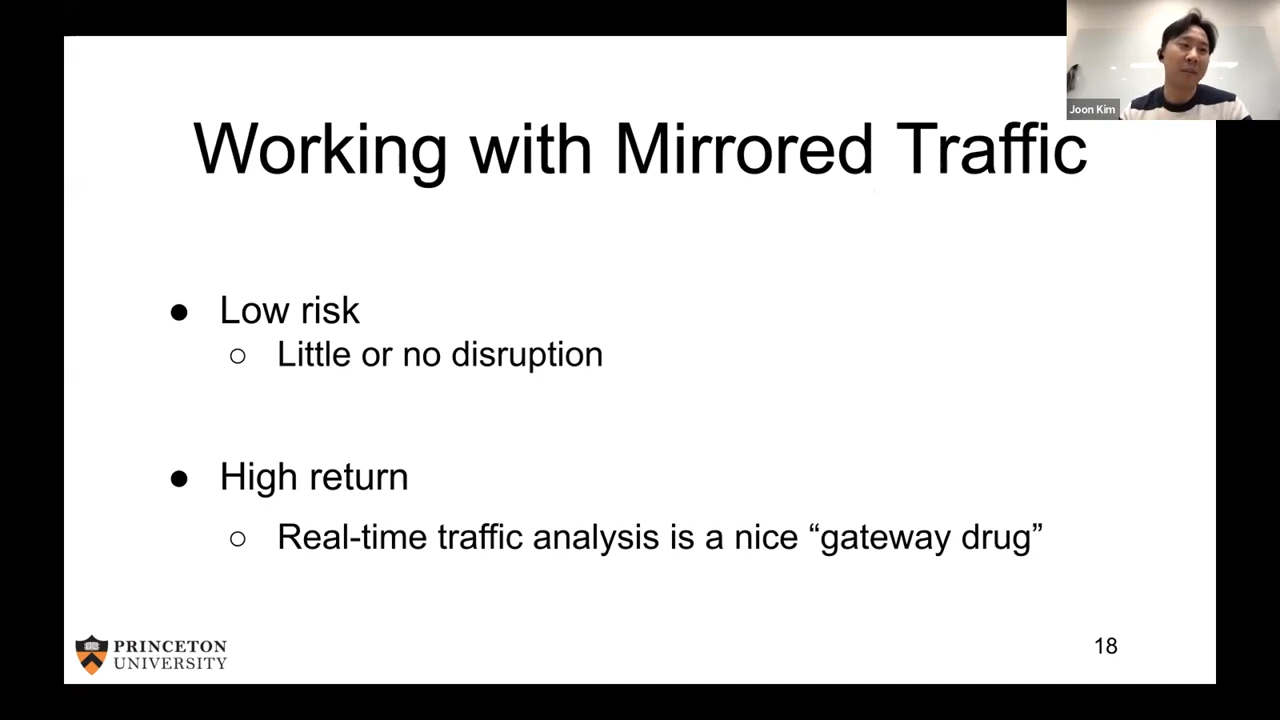 Joon Kim
Working with Mirrored Traffic
● Low risk
○ Little or no disruption
● High return
○ Real-time traffic analysis is a nice “gateway drug”
PRINCETON
UNIVERSITY
18